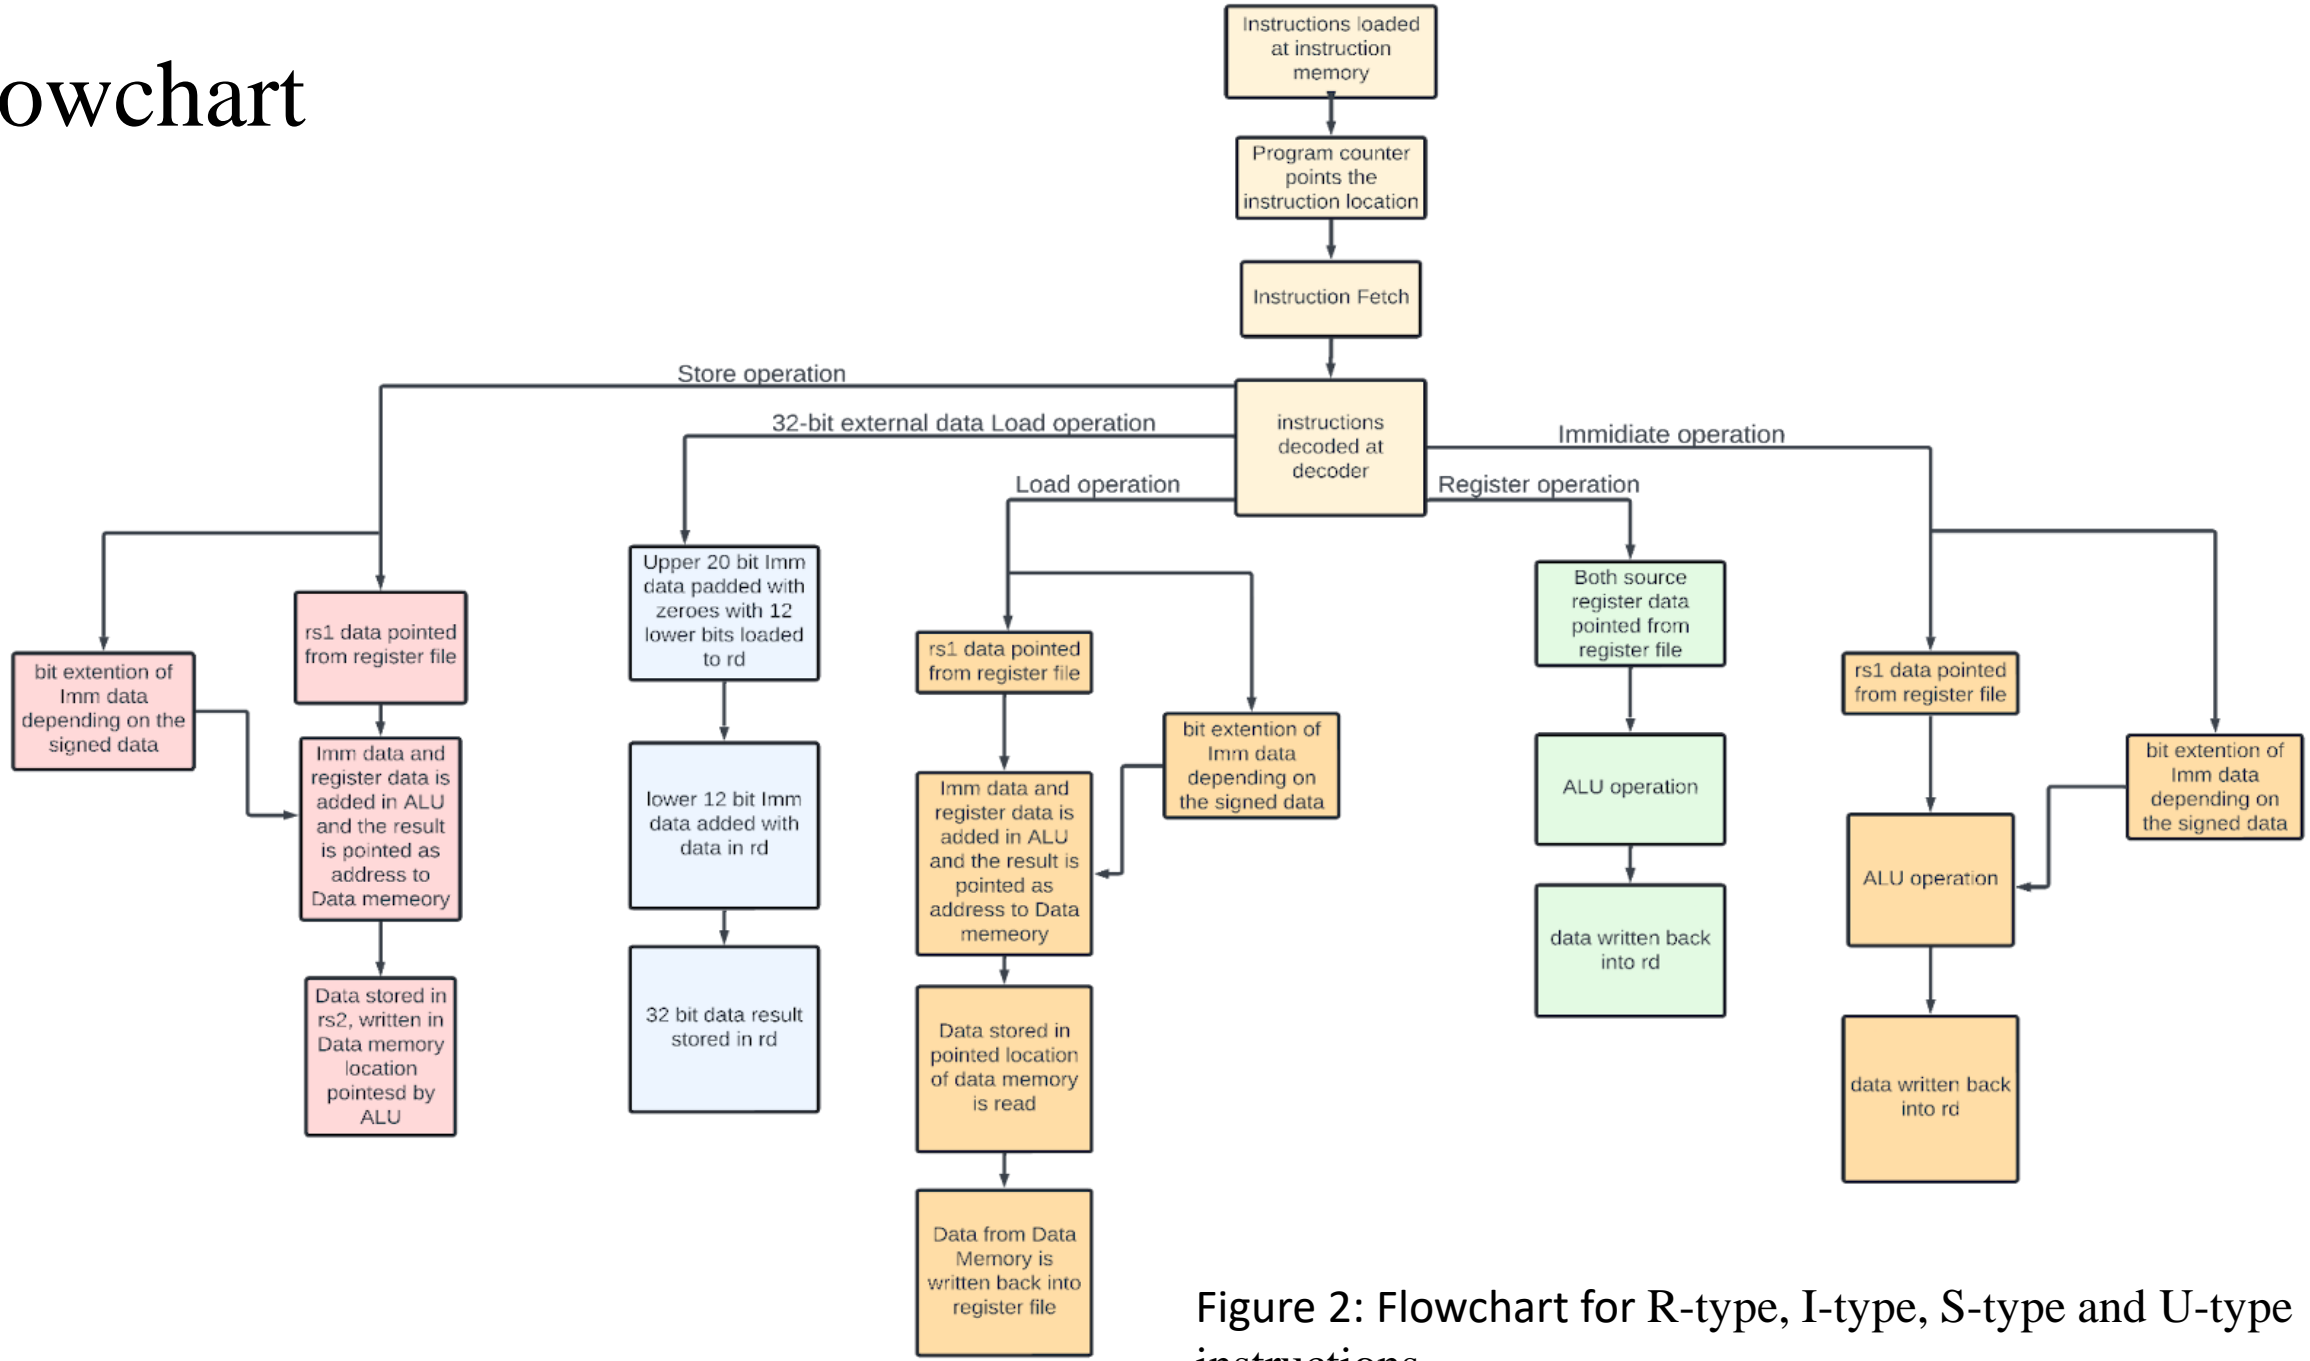 owchart
Instructions loaded
at instruction
memory
Program counter
points the
instruction location
Instruction Fetch
instructions
decoded at
decoder
Store operation
32-bit external data Load operation
Load operation
Register operation
Immidiate operation
bit extention of
Imm data
depending on the
signed data
rs1 data pointed
from register file
Imm data and
register data is
added in ALU
and the result
is pointed as
address to
Data memeory
Data stored in
rs2, written in
Data memory
location
pointesd by
ALU
Upper 20 bit Imm
data padded with
zeroes with 12
lower bits loaded
to rd
lower 12 bit Imm
data added with
data in rd
32 bit data result
stored in rd
rs1 data pointed
from register file
bit extention of
Imm data
depending on
the signed data
Imm data and
register data is
added in ALU
and the result is
pointed as
address to Data
memeory
Data stored in
pointed location
of data memory
is read
Data from Data
Memory is
written back into
register file
Both source
register data
pointed from
register file
ALU operation
data written back
into rd
rs1 data pointed
from register file
bit extention of
Imm data
depending on
the signed data
ALU operation
data written back
into rd
Figure 2: Flowchart for R-type, I-type, S-type and U-type
instructions